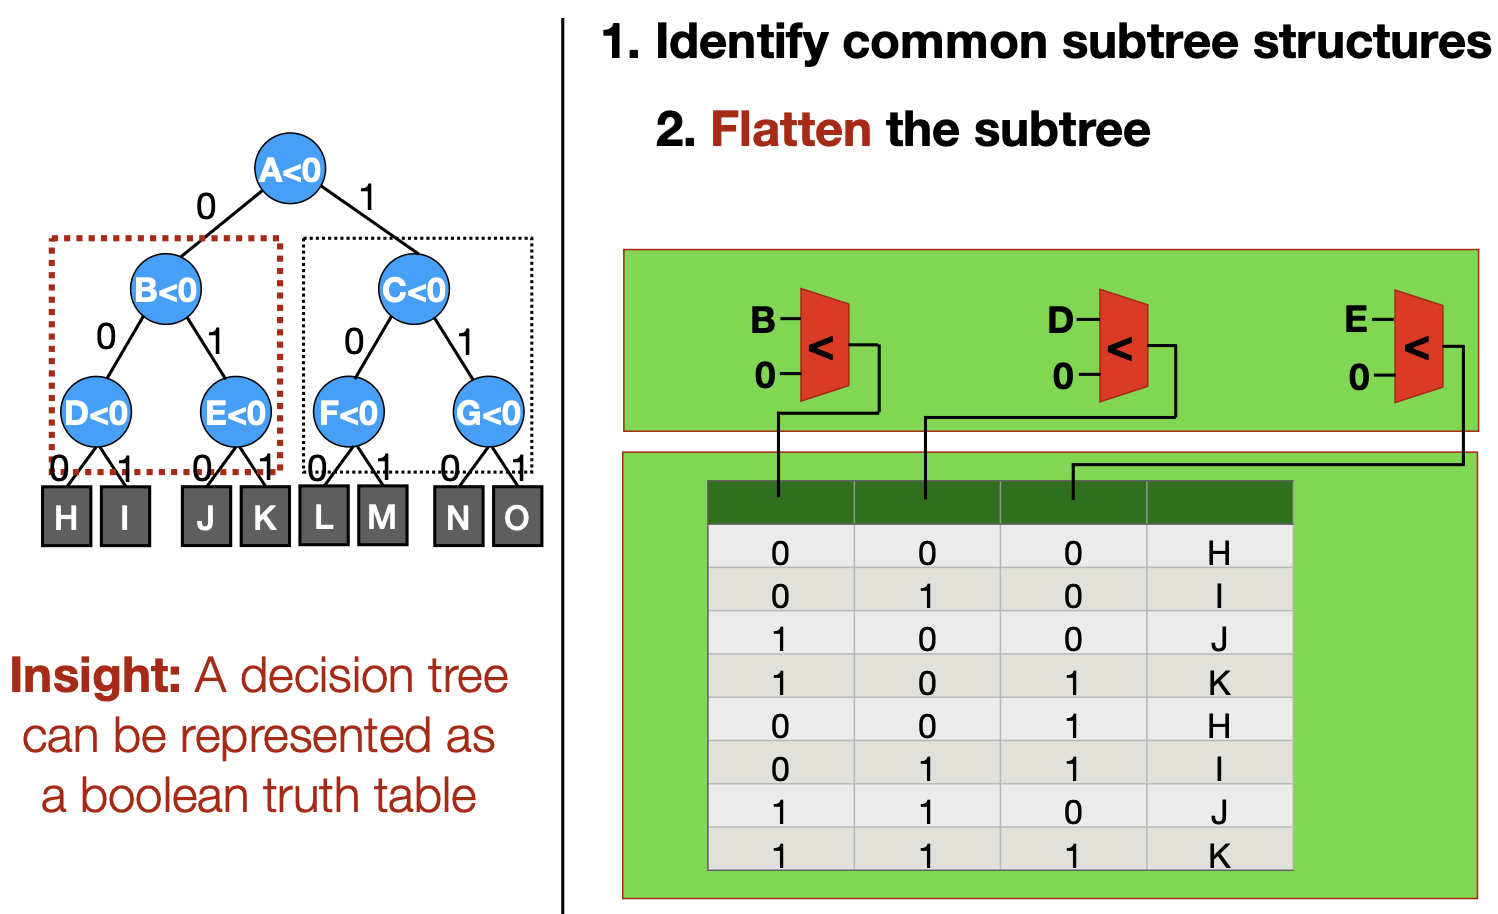 A<0
0 1
B<0 C<0
0 1 0 1
D<0 E<0 F<0 G<0
0 1 0 1 0 1 0 1
H I J K L M N O
Insight: A decision tree
can be represented as
a boolean truth table
1. Identify common subtree structures
2. Flatten the subtree
B < D < E <
0 0 0
0 0 0 H
0 1 0 I
1 0 0 J
1 0 1 K
0 0 1 H
0 1 1 I
1 1 0 J
1 1 1 K